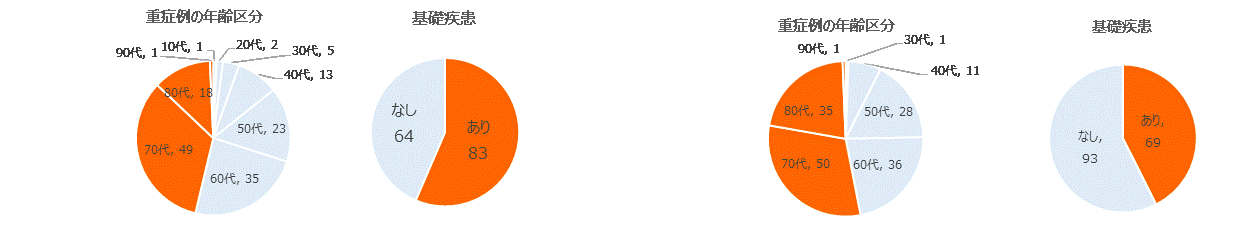 重症例の年齢区分
90代, 1
10代, 1
20代, 2
30代, 5
40代, 13
50代, 23
60代, 35
70代, 49
80代, 18
基礎疾患
なし
64
あり
83
重症例の年齢区分
90代, 1
30代, 1
40代, 11
50代, 28
60代, 36
70代, 50
80代, 35
基礎疾患
なし,
93
あり,
69